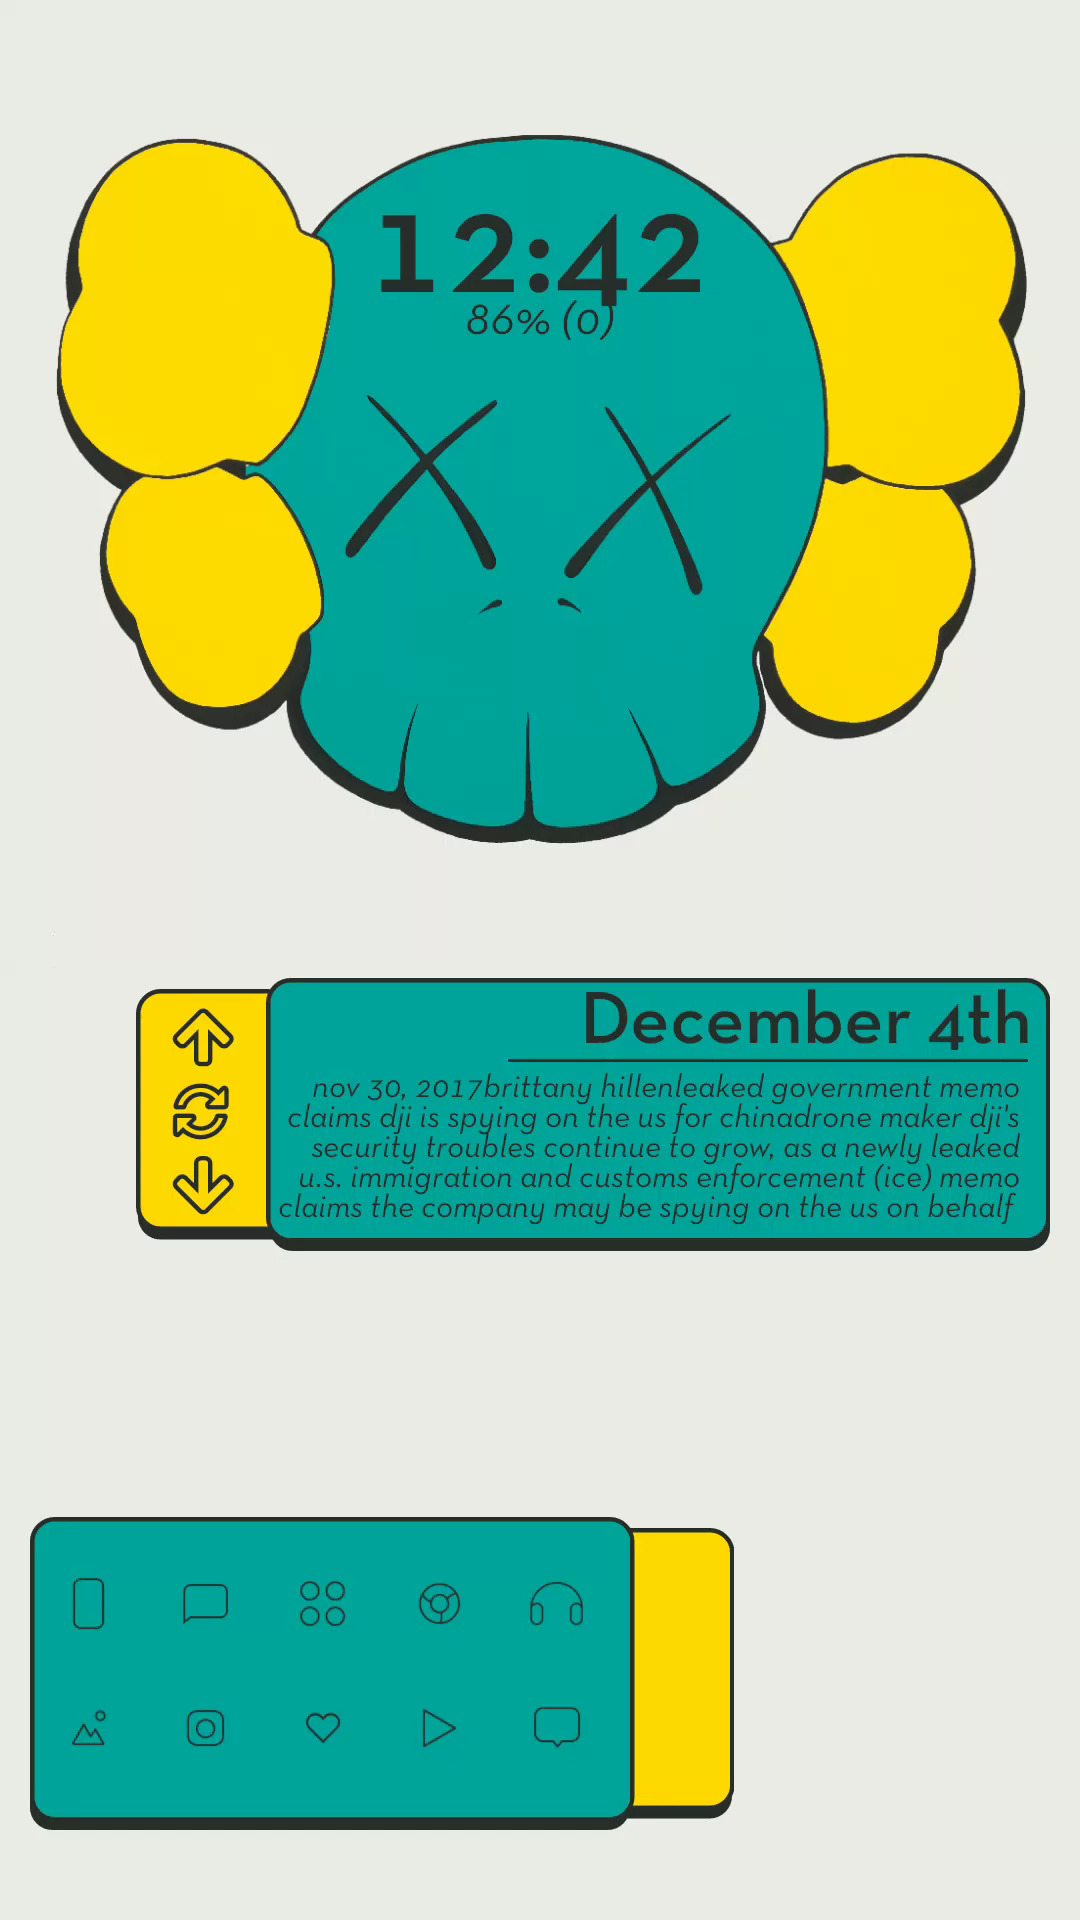 12:42
86% (0)
December 4th
nov 30, 2017brittany hillenleaked government memo
claims dji is spying on the us for chinadrone maker dji's
security troubles continue to grow, as a newly leaked
u.s. immigration and customs enforcement (ice) memo
claims the company may be spying on the us on behalf